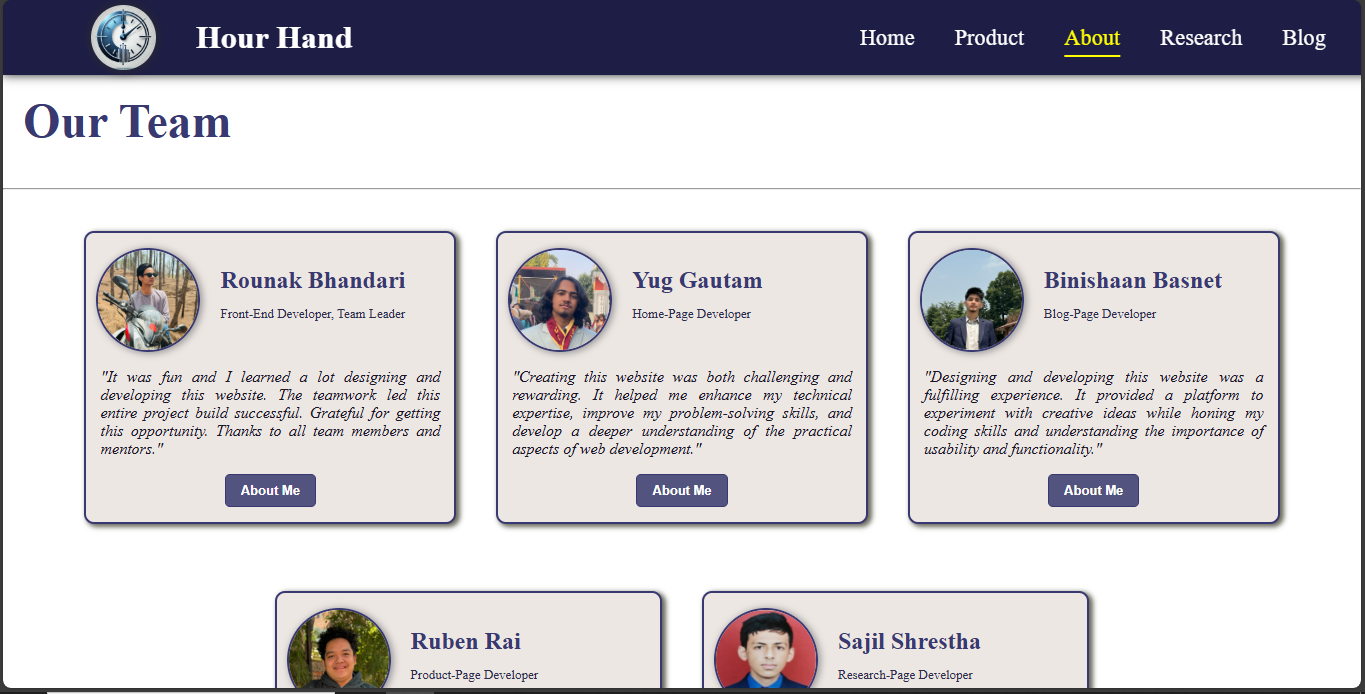 Hour Hand
Home Product About Research Blog
Our Team
Rounak Bhandari
Front-End Developer, Team Leader
"It was fun and I learned a lot designing and
developing this website. The teamwork led this
entire project build successful. Grateful for getting
this opportunity. Thanks to all team members and
mentors."
About Me
Yug Gautam
Home-Page Developer
"Creating this website was both challenging and
rewarding. It helped me enhance my technical
expertise, improve my problem-solving skills, and
develop a deeper understanding of the practical
aspects of web development."
About Me
Binishaan Basnet
Blog-Page Developer
"Designing and developing this website was a
fulfilling experience. It provided a platform to
experiment with creative ideas while honing my
coding skills and understanding the importance of
usability and functionality."
About Me
Ruben Rai
Product-Page Developer
Sajil Shrestha
Research-Page Developer